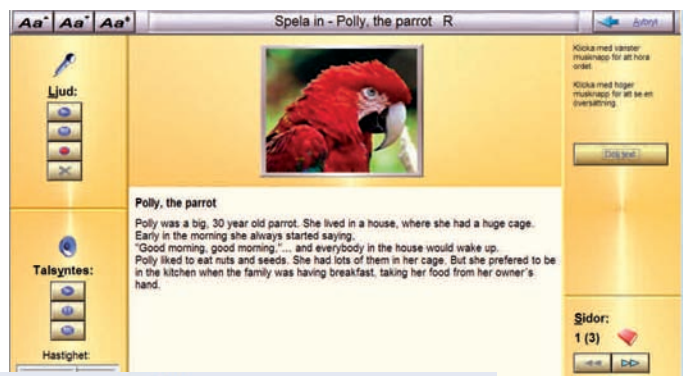 Aa Aa Aa
Spela in - Polly, the parrot R
Avbryt
Ljud:
Klicka med vänster
musknapp för att höra
ordet.
Klicka med höger
musknapp för att se en
översättning.
Dölj text
Polly, the parrot
Polly was a big, 30 year old parrot. She lived in a house, where she had a huge cage.
Early in the morning she always started saying,
"Good morning, good morning,"... and everybody in the house would wake up.
Polly liked to eat nuts and seeds. She had lots of them in her cage. But she prefered to be
in the kitchen when the family was having breakfast, taking her food from her owner´s
hand.
Talsyntes:
Hastighet:
Sidor:
1 (3)